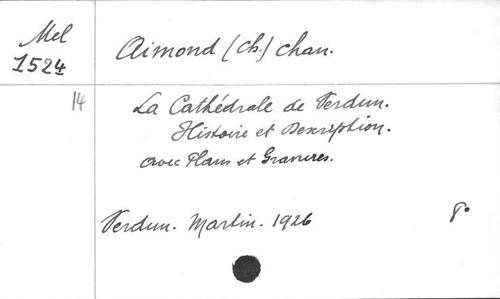 Mel
1524
Aimond (Ch.) chan.
14
La Cathédrale de Verdun.
Histoire et Description.
avec Plans et Gravures.
Verdun. Martin. 1926
8°